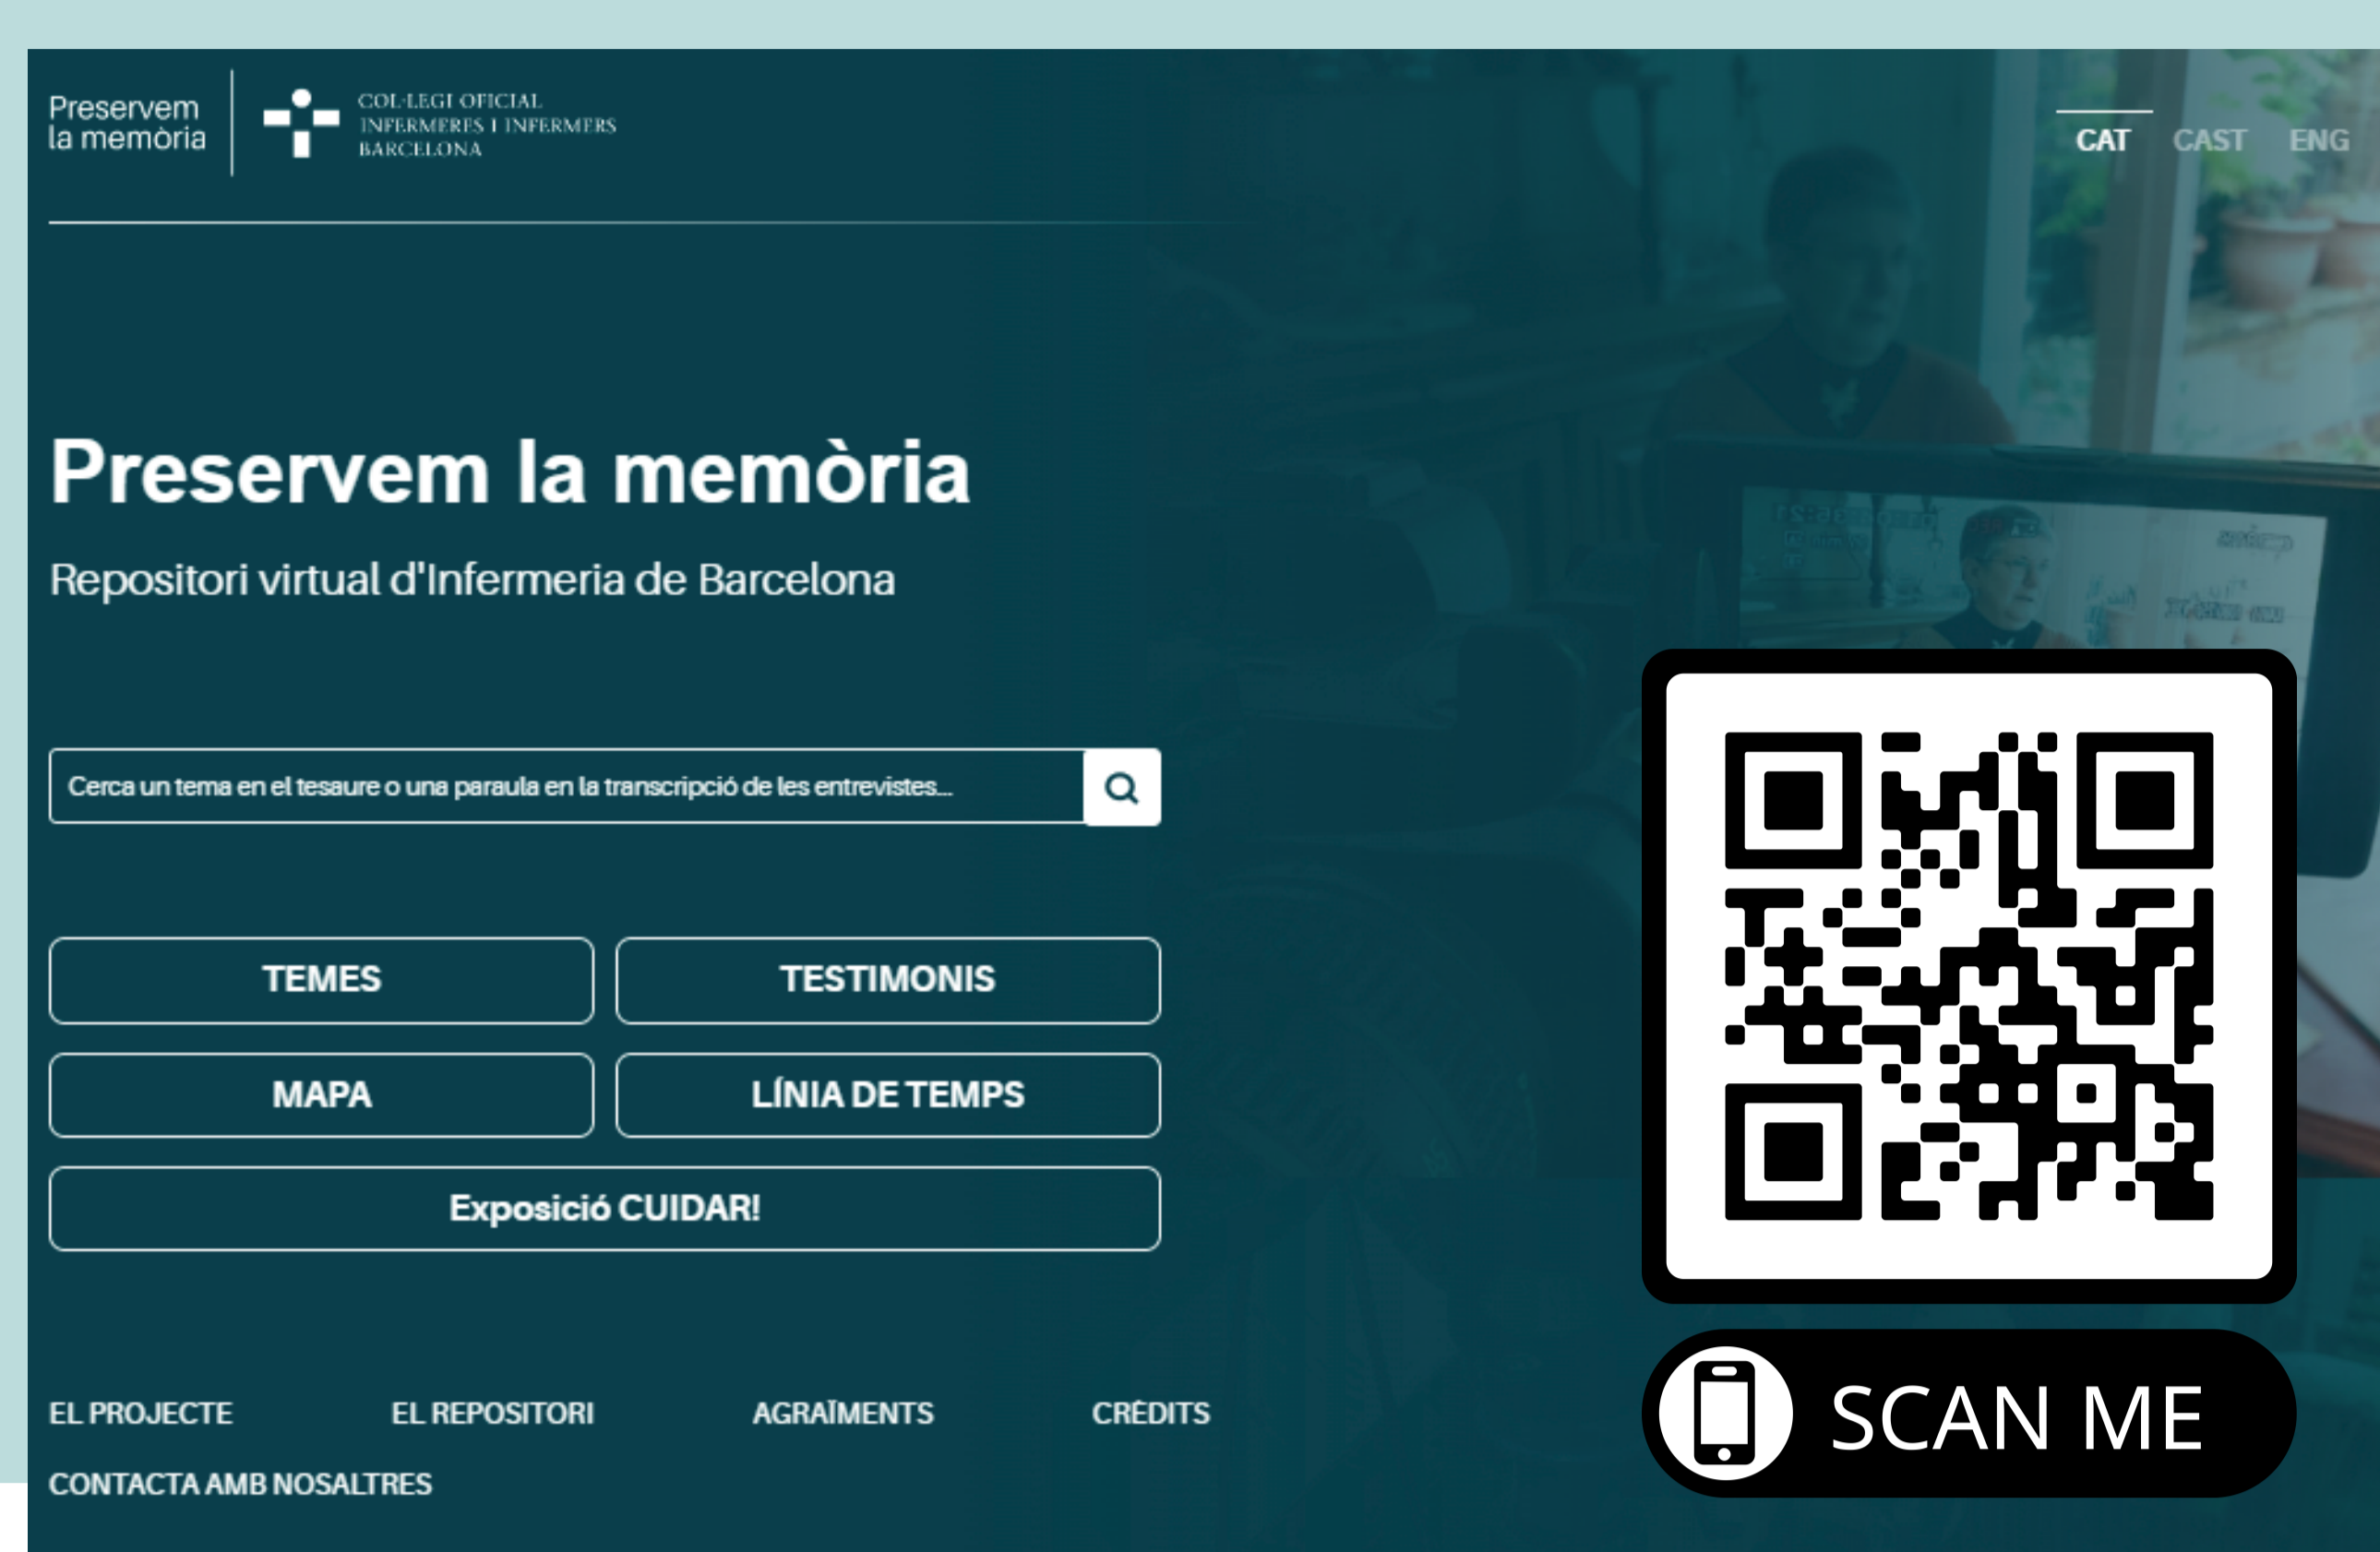 Preservem
la memòria
COL·LEGI OFICIAL
INFERMERES I INFERMERS
BARCELONA
CAT CAST ENG
Preservem la memòria
Repositori virtual d'Infermeria de Barcelona
Cerca un tema en el tesaure o una paraula en la transcripció de les entrevistes...
TEMES TESTIMONIS
MAPA LÍNIA DE TEMPS
Exposició CUIDAR!
EL PROJECTE EL REPOSITORI AGRAÏMENTS CRÈDITS
CONTACTA AMB NOSALTRES
SCAN ME